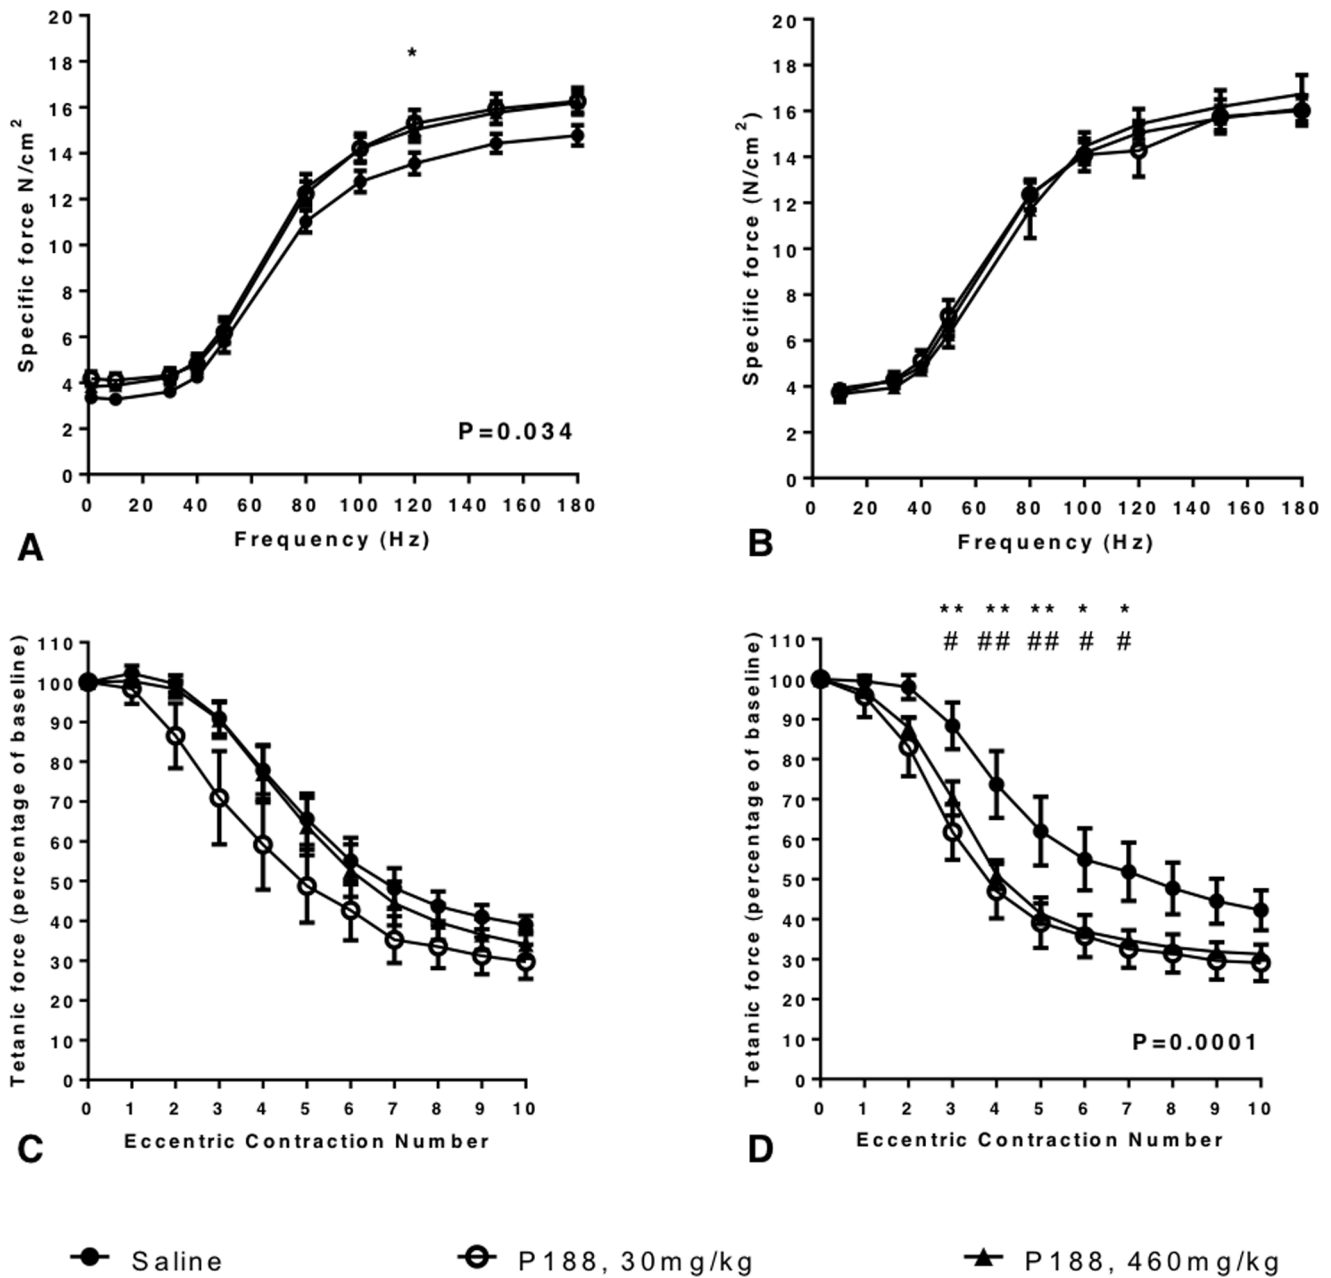 20
18
16
14
12
10
8
6
4
2
0
Specific force N/cm²
*
P=0.034
0 20 40 60 80 100 120 140 160 180
Frequency (Hz)
A
20
18
16
14
12
10
8
6
4
2
0
Specific force (N/cm²)
0 20 40 60 80 100 120 140 160 180
Frequency (Hz)
B
110
100
90
80
70
60
50
40
30
20
10
0
Tetanic force (percentage of baseline)
0 1 2 3 4 5 6 7 8 9 10
Eccentric Contraction Number
C
** ** ** * *
# ## ## # #
110
100
90
80
70
60
50
40
30
20
10
0
Tetanic force (percentage of baseline)
P=0.0001
0 1 2 3 4 5 6 7 8 9 10
Eccentric Contraction Number
D
Saline
P188, 30mg/kg
P188, 460mg/kg